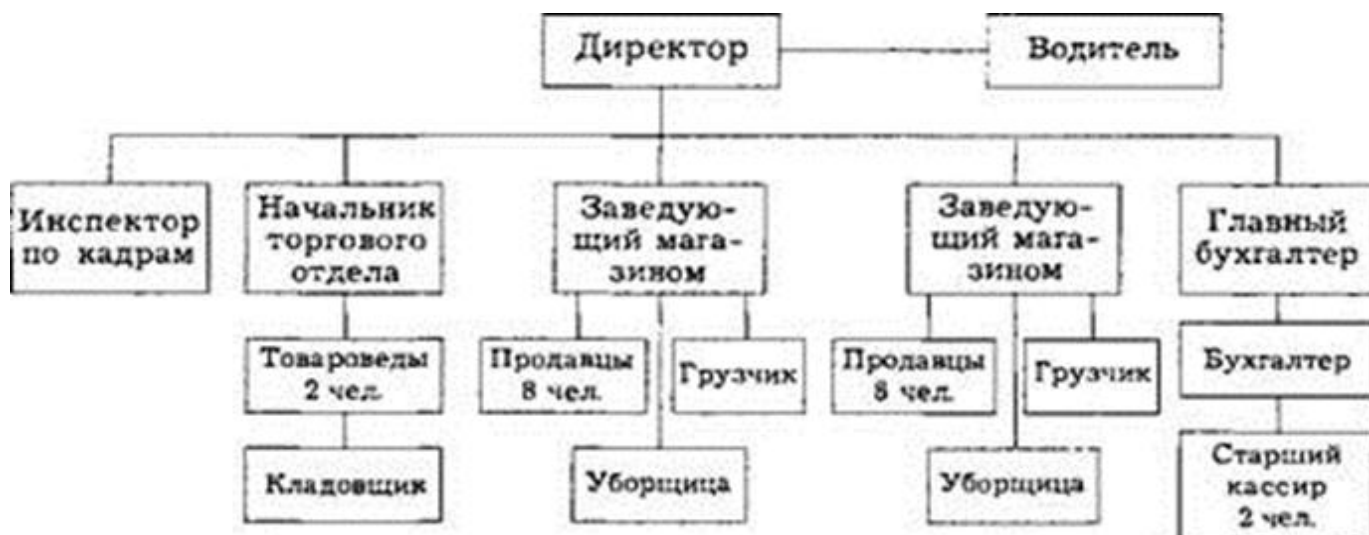 Директор
Водитель
Инспектор
по кадрам
Начальник
торгового
отдела
Заведую-
щий мага-
зином
Заведую-
щий мага-
зином
Главный
бухгалтер
Товароведы
2 чел.
Продавцы
8 чел.
Грузчик
Продавцы
8 чел.
Грузчик
Бухгалтер
Кладовщик
Уборщица
Уборщица
Старший
кассир
2 чел.